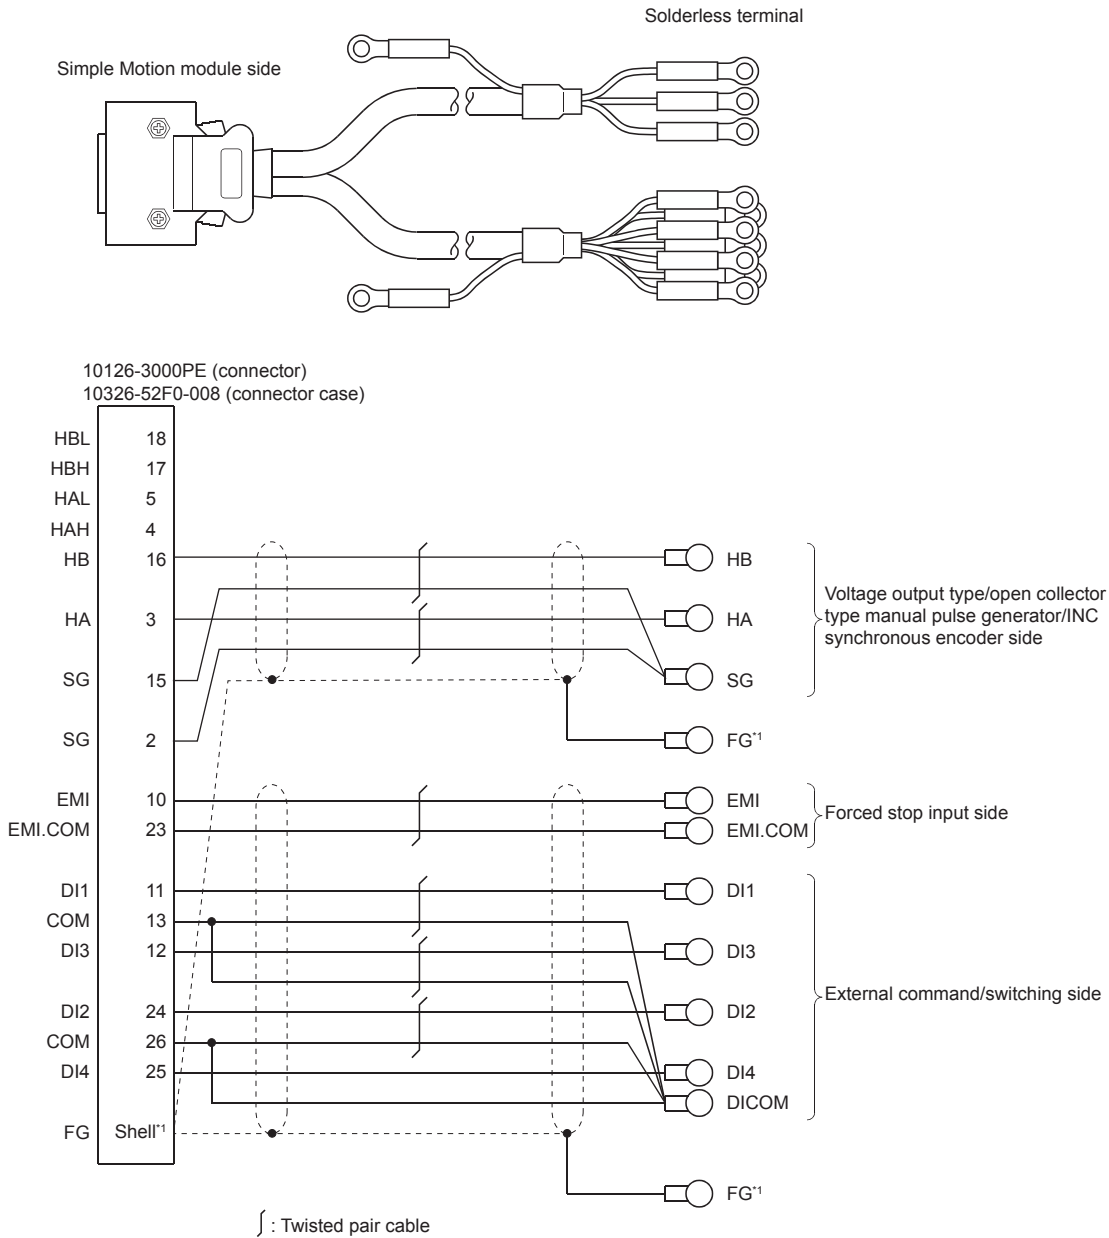 Solderless terminal
Simple Motion module side
10126-3000PE (connector)
10326-52F0-008 (connector case)
HBL 18
HBH 17
HAL 5
HAH 4
HB 16 HB
HA 3 HA
SG 15 SG
SG 2 FG*1
Voltage output type/open collector
type manual pulse generator/INC
synchronous encoder side
EMI 10 EMI
EMI.COM 23 EMI.COM
Forced stop input side
DI1 11 DI1
COM 13
DI3 12 DI3
DI2 24 DI2
COM 26
DI4 25 DI4
DICOM
External command/switching side
FG Shell*1
FG*1
: Twisted pair cable